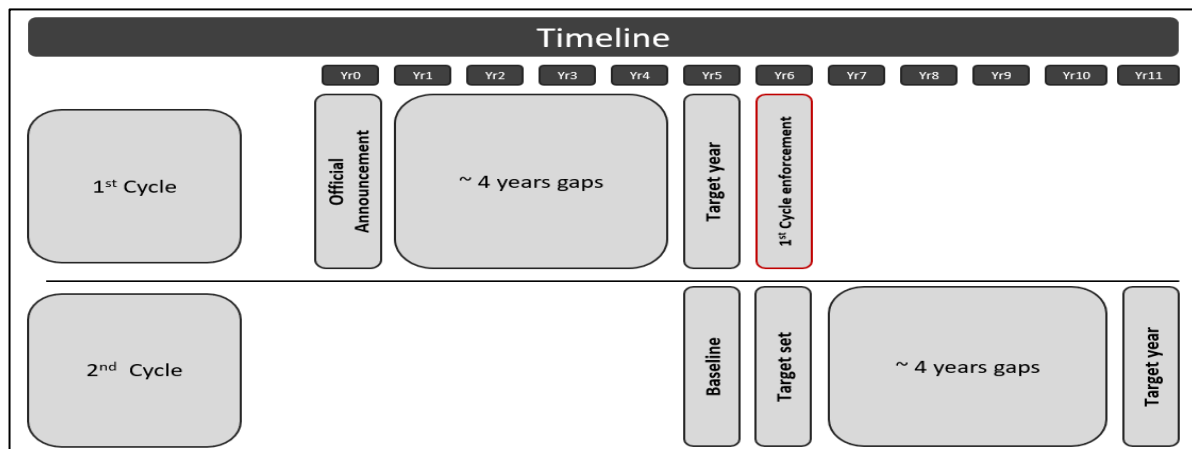 Timeline
Yr0 Yr1 Yr2 Yr3 Yr4 Yr5 Yr6 Yr7 Yr8 Yr9 Yr10 Yr11
1st Cycle
Official
Announcement
~ 4 years gaps
Target year
1st Cycle enforcement
2nd Cycle
Baseline
Target set
~ 4 years gaps
Target year